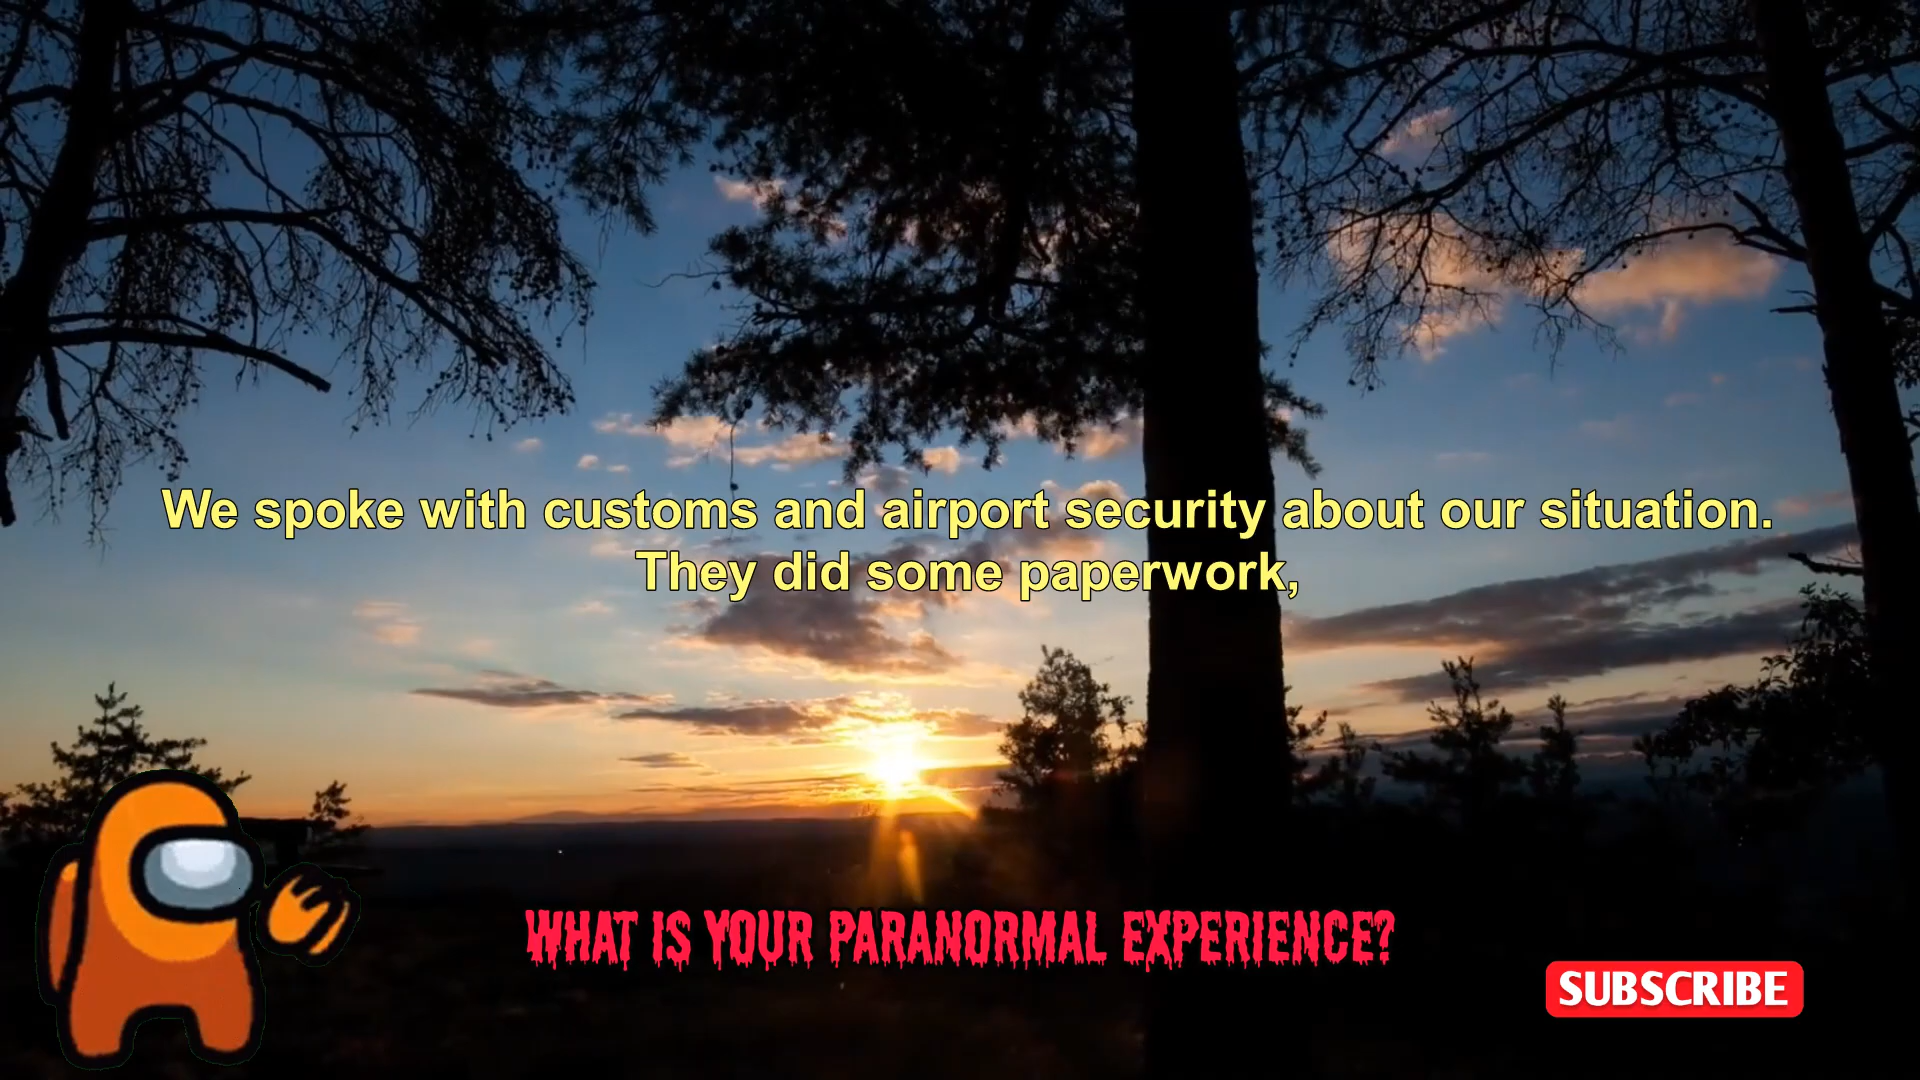 We spoke with customs and airport security about our situation.
They did some paperwork,
WHAT IS YOUR PARANORMAL EXPERIENCE?
SUBSCRIBE